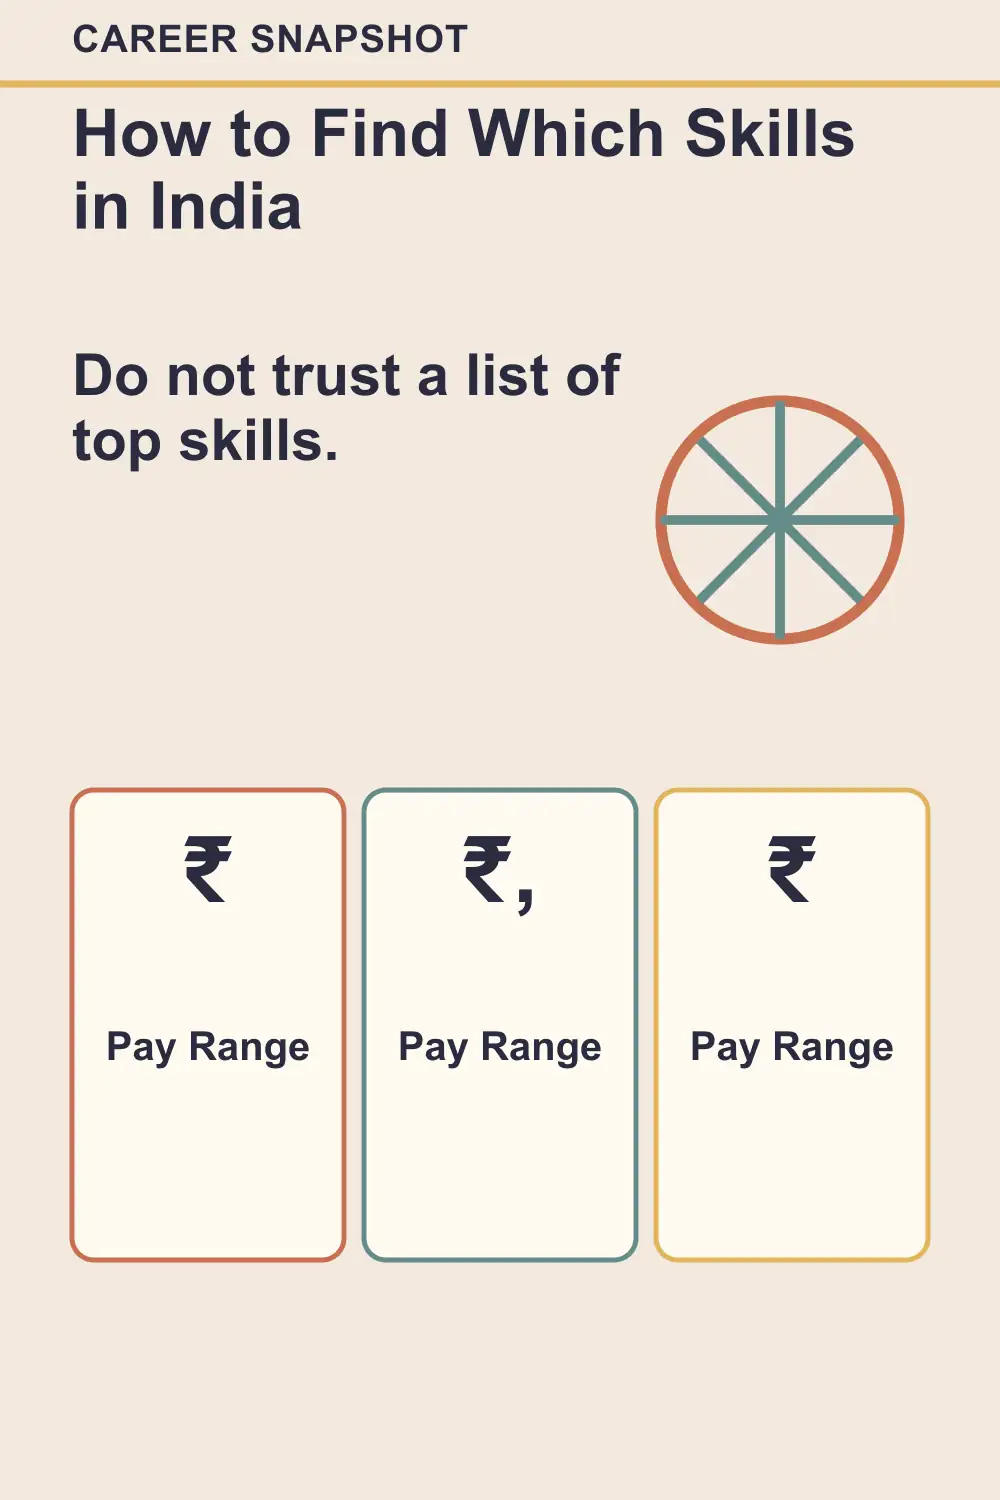 CAREER SNAPSHOT
How to Find Which Skills
in India
Do not trust a list of
top skills.
₹
₹,
₹
Pay Range
Pay Range
Pay Range